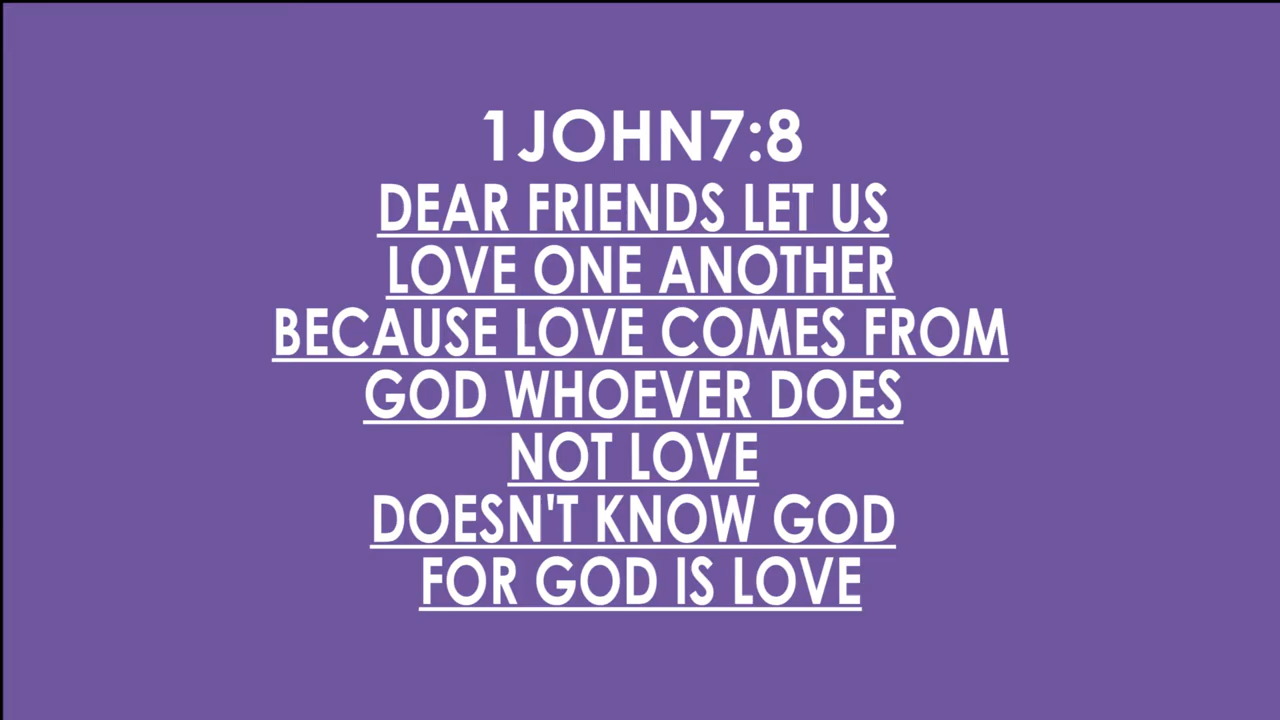 1JOHN7:8
DEAR FRIENDS LET US
LOVE ONE ANOTHER
BECAUSE LOVE COMES FROM
GOD WHOEVER DOES
NOT LOVE
DOESN'T KNOW GOD
FOR GOD IS LOVE